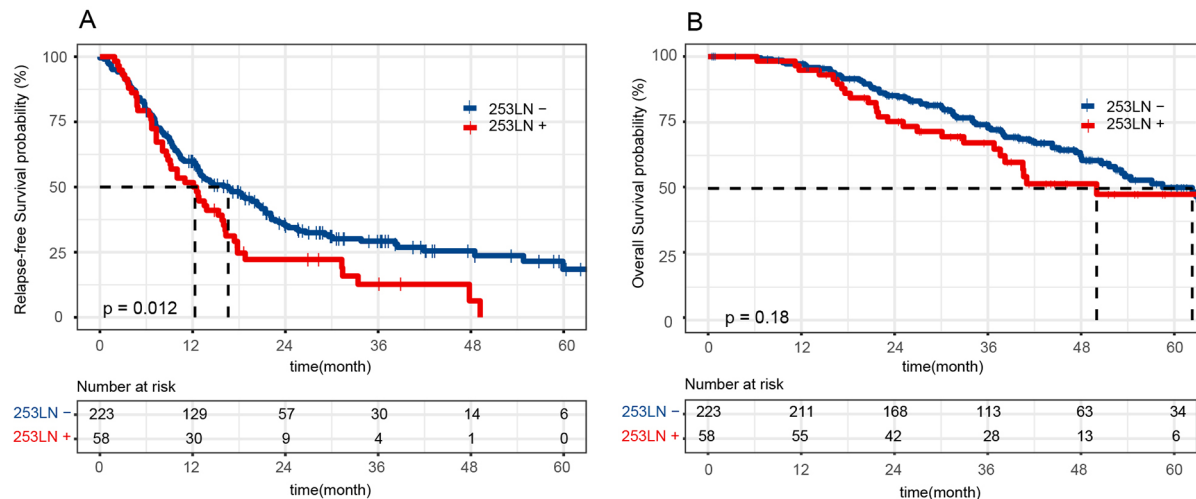 A
Relapse-free Survival probability (%)
100
75
50
25
0
253LN −
253LN +
p = 0.012
0 12 24 36 48 60
time(month)
Number at risk
253LN − 223 129 57 30 14 6
253LN + 58 30 9 4 1 0
0 12 24 36 48 60
time(month)
B
Overall Survival probability (%)
100
75
50
25
0
253LN −
253LN +
p = 0.18
0 12 24 36 48 60
time(month)
Number at risk
253LN − 223 211 168 113 63 34
253LN + 58 55 42 28 13 6
0 12 24 36 48 60
time(month)